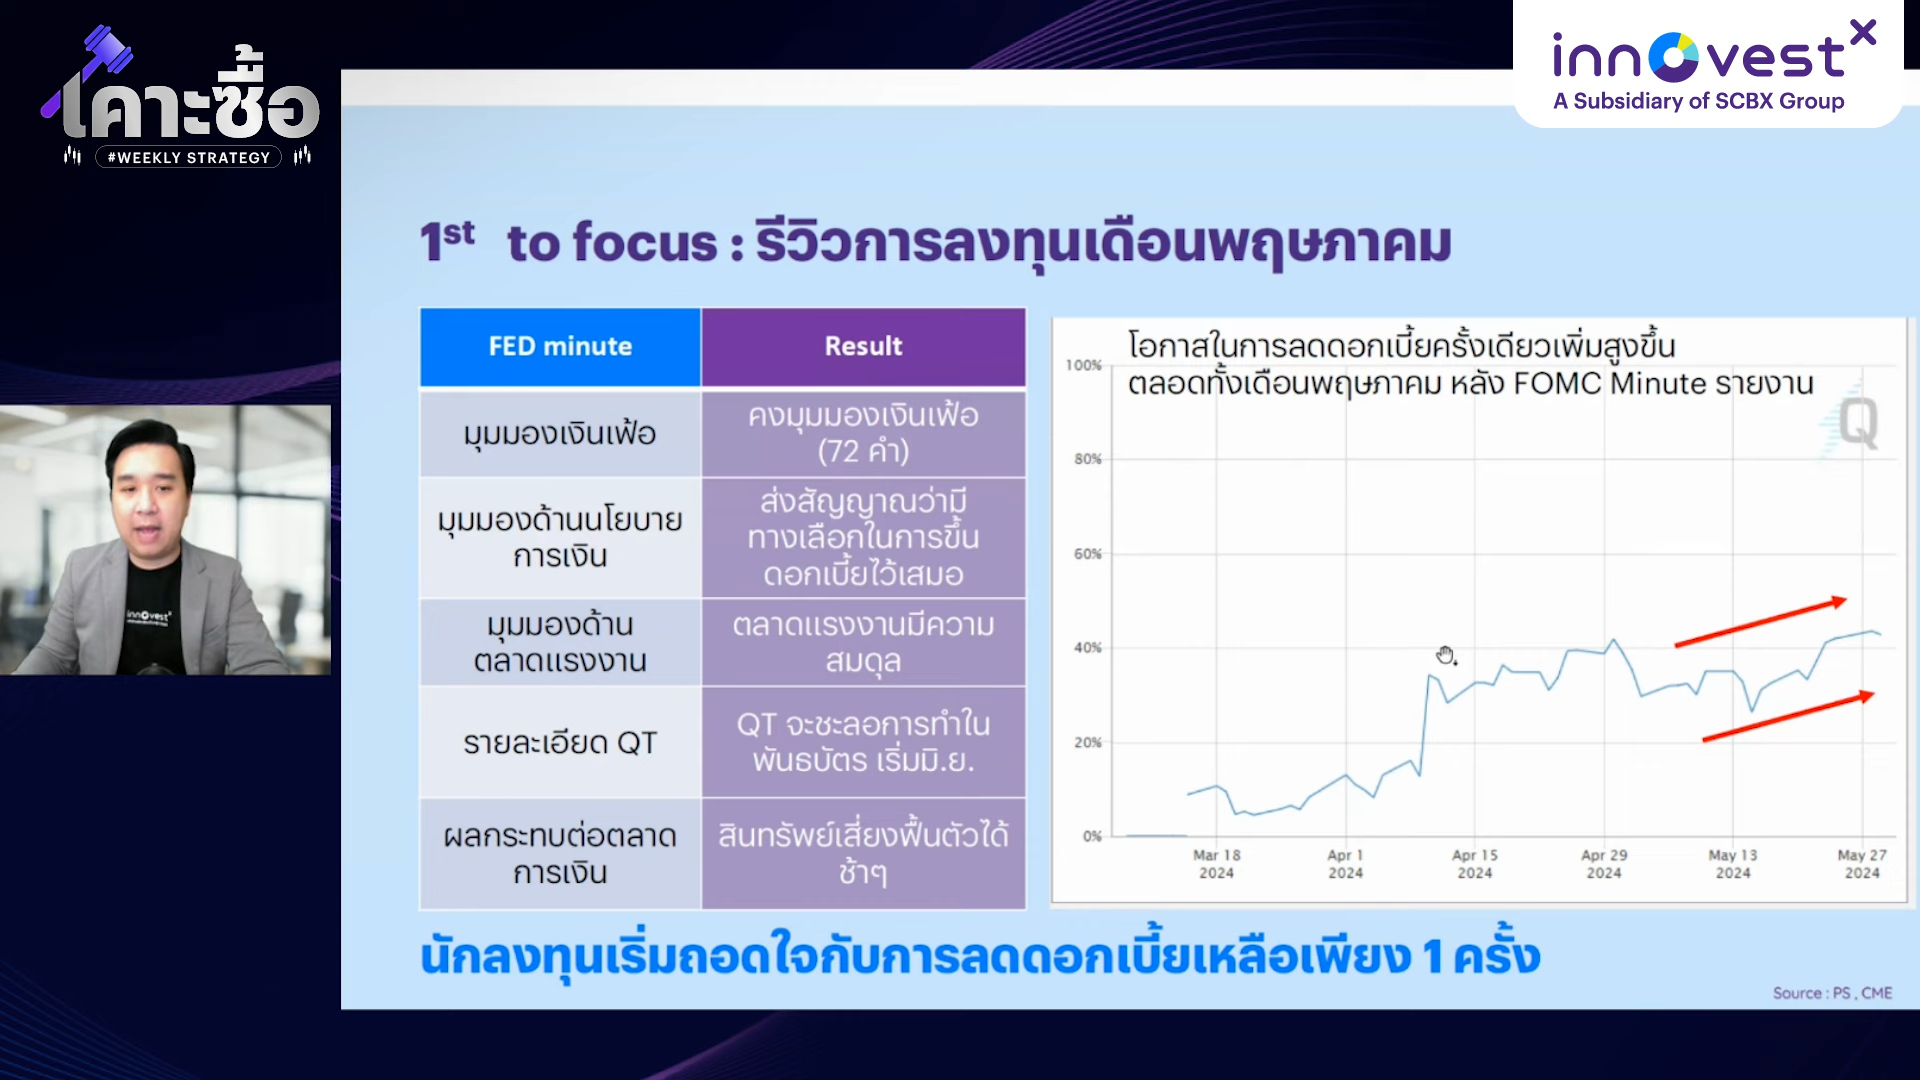 เคาะซื้อ
#WEEKLY STRATEGY
innovestX
A Subsidiary of SCBX Group
1st to focus : รีวิวการลงทุนเดือนพฤษภาคม
FED minute
Result
มุมมองเงินเฟ้อ
คงมุมมองเงินเฟ้อ
(72 คำ)
มุมมองด้านนโยบาย
การเงิน
ส่งสัญญาณว่ามี
ทางเลือกในการขึ้น
ดอกเบี้ยไว้เสมอ
มุมมองด้าน
ตลาดแรงงาน
ตลาดแรงงานมีความ
สมดุล
รายละเอียด QT
QT จะชะลอการทำใน
พันธบัตร เริ่มมิ.ย.
ผลกระทบต่อตลาด
การเงิน
สินทรัพย์เสี่ยงฟื้นตัวได้
ช้าๆ
โอกาสในการลดดอกเบี้ยครั้งเดียวเพิ่มสูงขึ้น
ตลอดทั้งเดือนพฤษภาคม หลัง FOMC Minute รายงาน
Q
100%
80%
60%
40%
20%
0%
Mar 18
2024
Apr 1
2024
Apr 15
2024
Apr 29
2024
May 13
2024
May 27
2024
innovestX
นักลงทุนเริ่มถอดใจกับการลดดอกเบี้ยเหลือเพียง 1 ครั้ง
Source : PS , CME